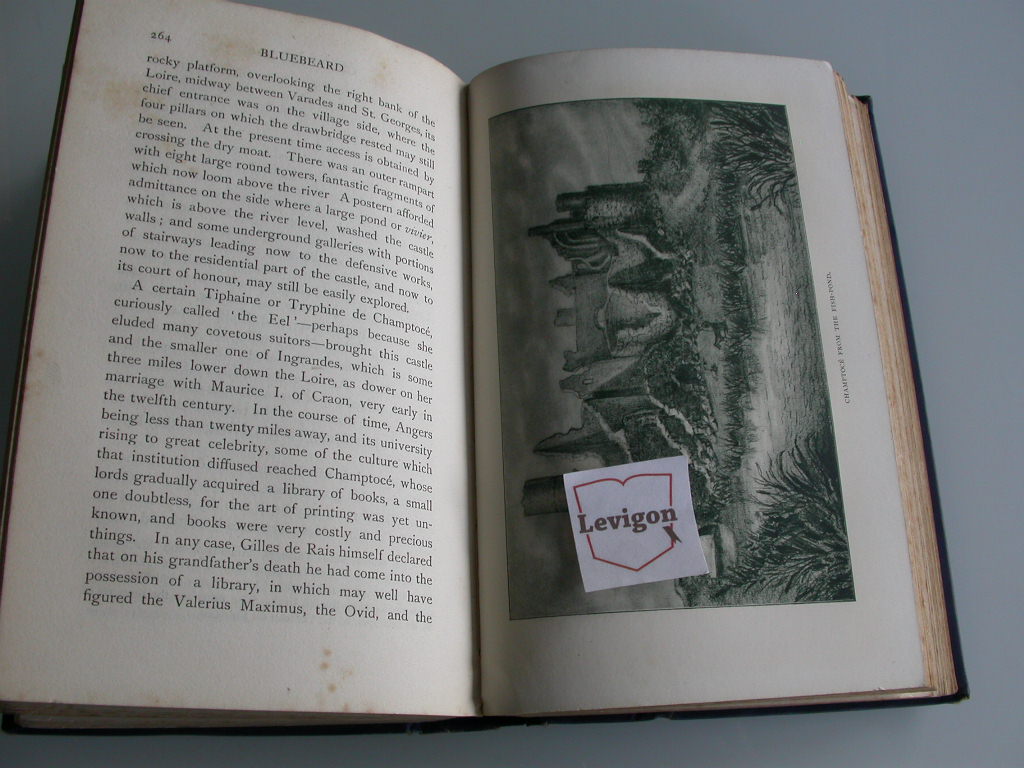 264
BLUEBEARD
rocky platform, overlooking the right bank of the
Loire, midway between Varades and St. Georges, its
chief entrance was on the village side, where the
four pillars on which the drawbridge rested may still
be seen. At the present time access is obtained by
crossing the dry moat. There was an outer rampart
with eight large round towers, fantastic fragments of
which now loom above the river A postern afforded
admittance on the side where a large pond or vivier,
which is above the river level, washed the castle
walls; and some underground galleries with portions
of stairways leading now to the defensive works,
now to the residential part of the castle, and now to
its court of honour, may still be easily explored.
A certain Tiphaine or Tryphine de Champtocé,
curiously called 'the Eel'—perhaps because she
eluded many covetous suitors—brought this castle
and the smaller one of Ingrandes, which is some
three miles lower down the Loire, as dower on her
marriage with Maurice I, of Craon, very early in
the twelfth century. In the course of time, Angers
being less than twenty miles away, and its university
rising to great celebrity, some of the culture which
that institution diffused reached Champtocé, whose
lords gradually acquired a library of books, a small
one doubtless, for the art of printing was yet un-
known, and books were very costly and precious
things. In any case, Gilles de Rais himself declared
that on his grandfather's death he had come into the
possession of a library, in which may well have
figured the Valerius Maximus, the Ovid, and the
CHAMPTOCÉ FROM THE FISH-POND.
Levigon